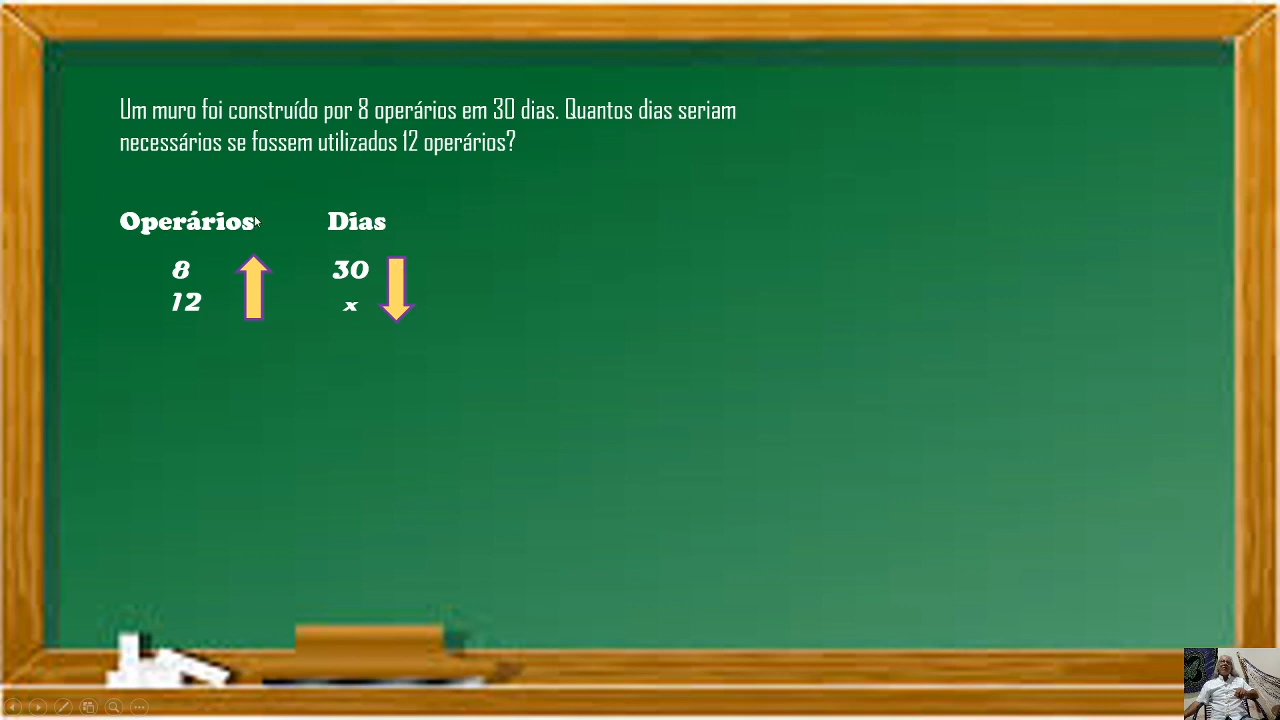 Um muro foi construído por 8 operários em 30 dias. Quantos dias seriam
necessários se fossem utilizados 12 operários?
Operários Dias
8 30
12 x